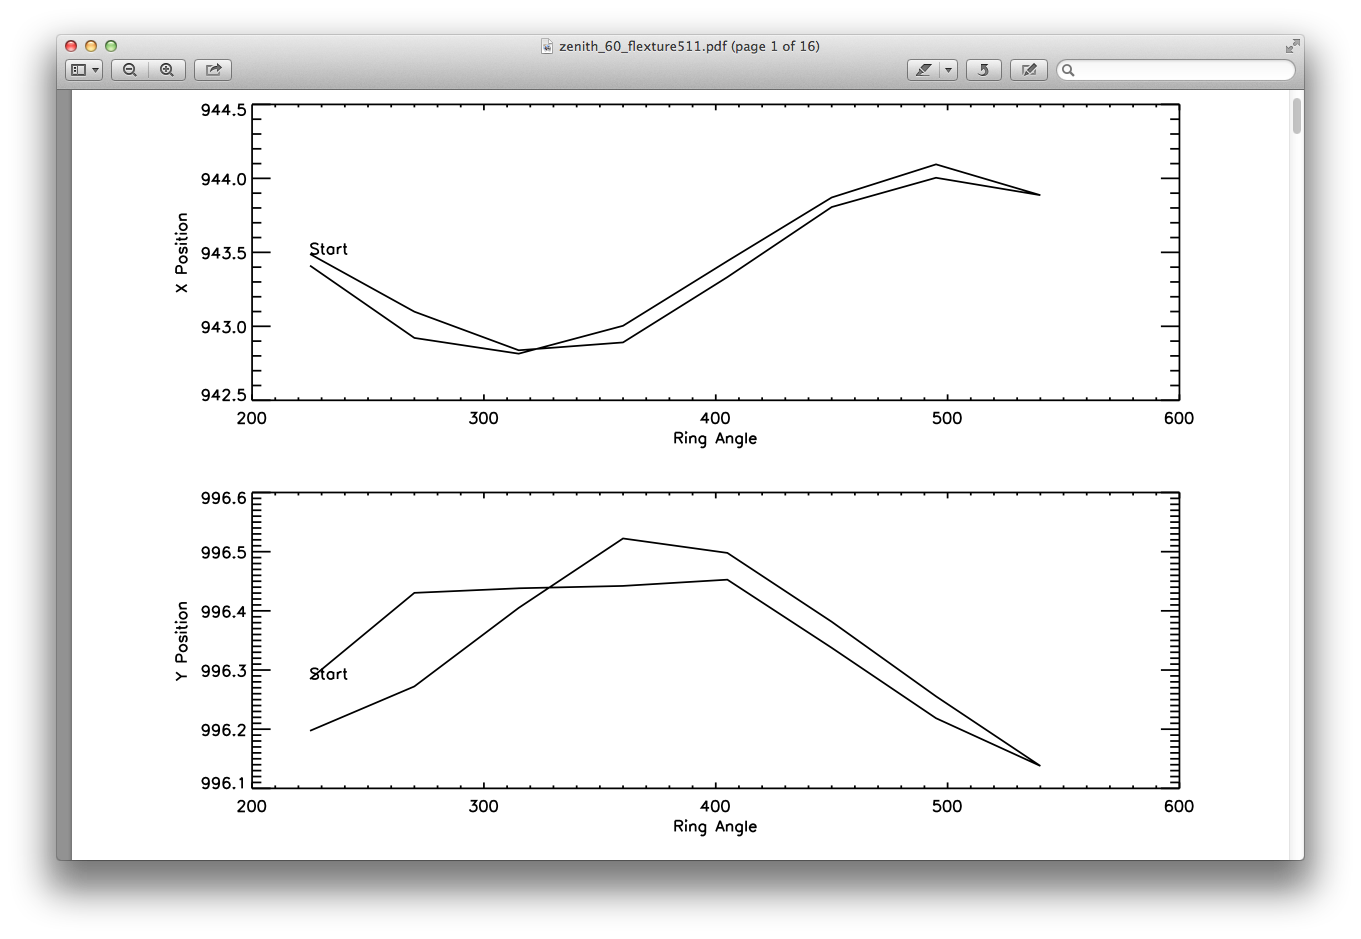 zenith_60_flexture511.pdf (page 1 of 16)
944.5
944.0
943.5
943.0
942.5
X Position
Start
200 300 400 500 600
Ring Angle
996.6
996.5
996.4
996.3
996.2
996.1
Y Position
Start
200 300 400 500 600
Ring Angle